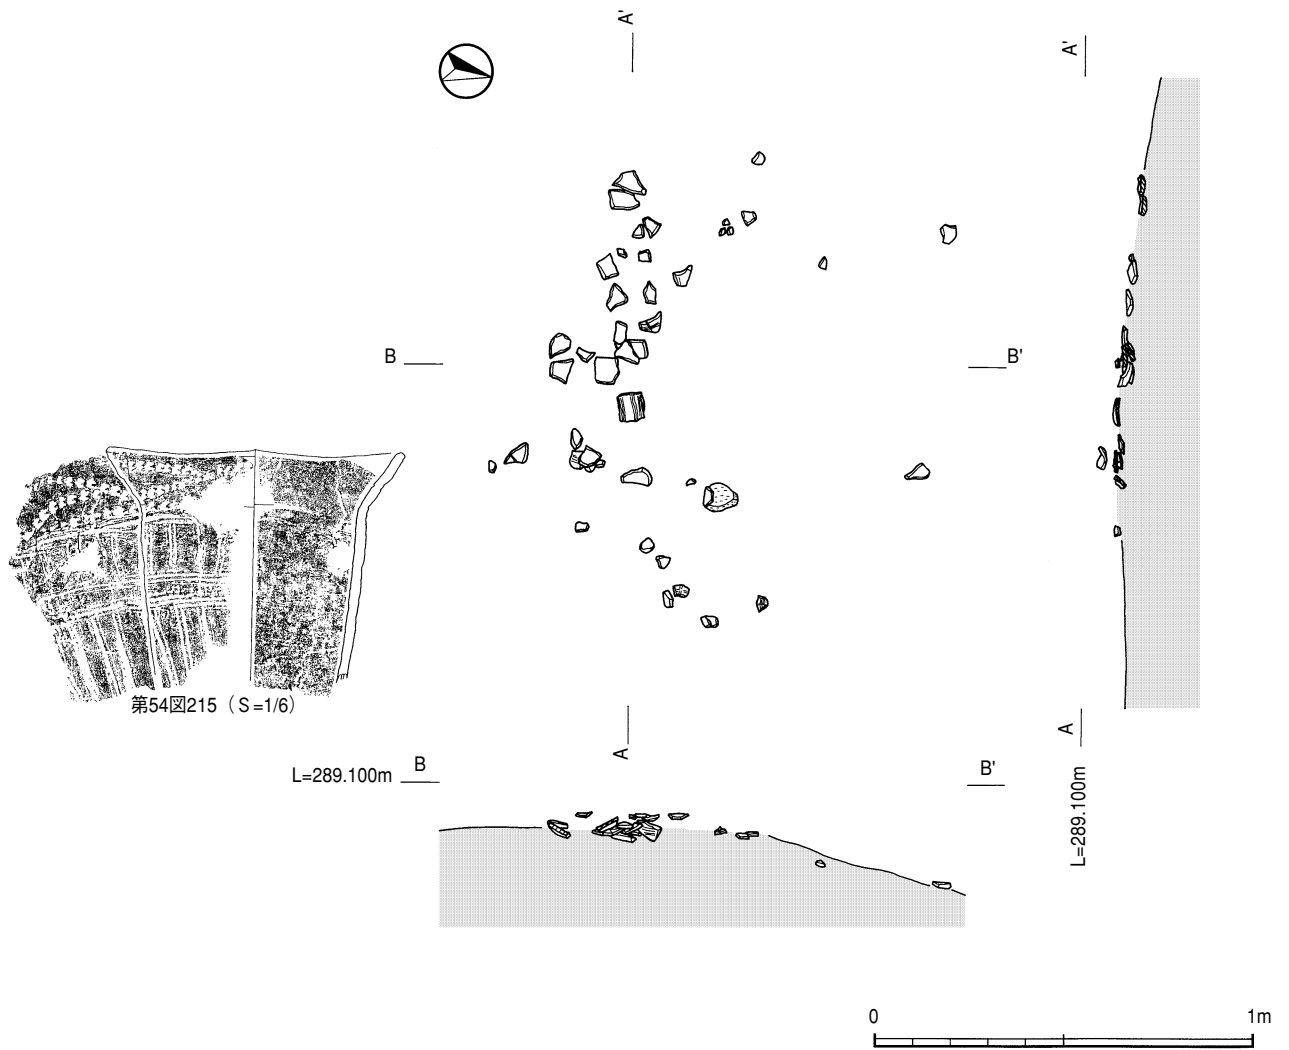 A'
A'
B
B'
第54図215（S=1/6）
A
A
L=289.100m
B
B'
L=289.100m
0
1m